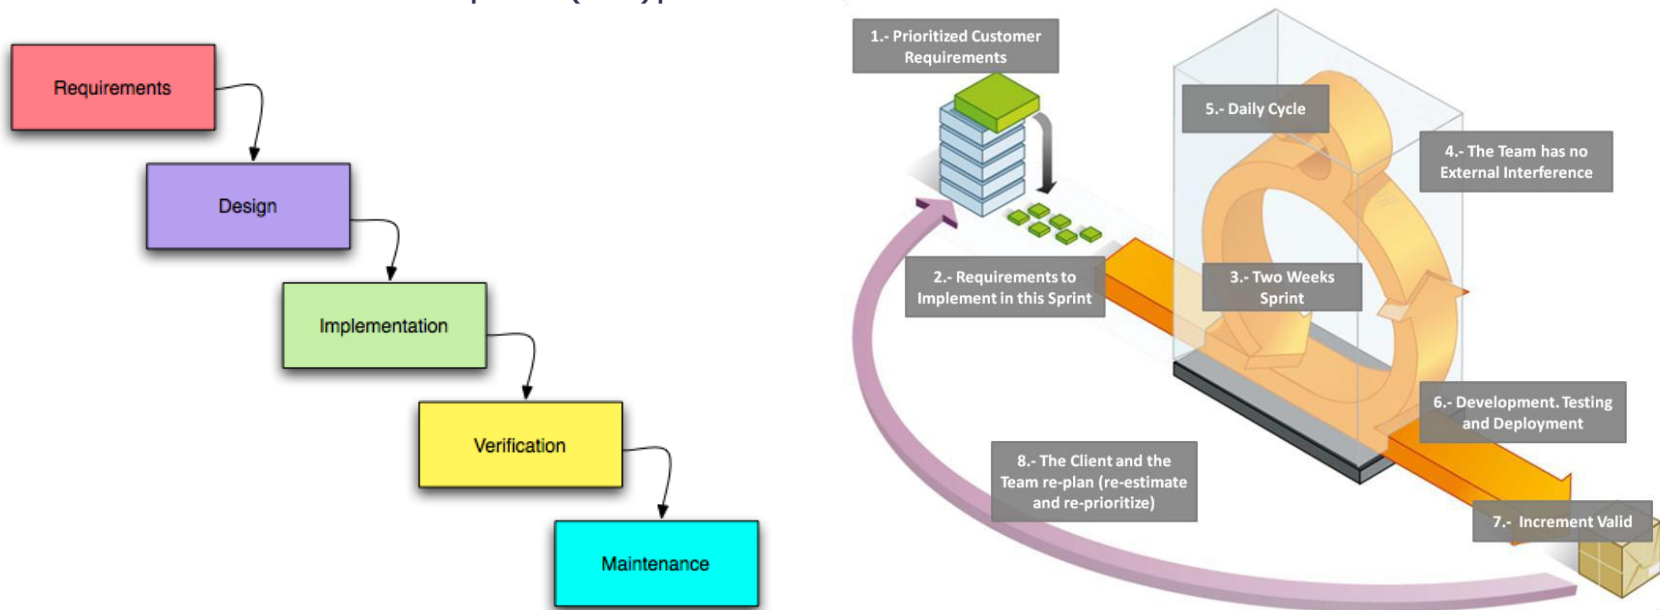 Requirements
Design
Implementation
Verification
Maintenance
1.- Prioritized Customer
Requirements
5.- Daily Cycle
4.- The Team has no
External Interference
2.- Requirements to
Implement in this Sprint
3.- Two Weeks
Sprint
6.- Development. Testing
and Deployment
8.- The Client and the
Team re-plan (re-estimate
and re-prioritize)
7.- Increment Valid